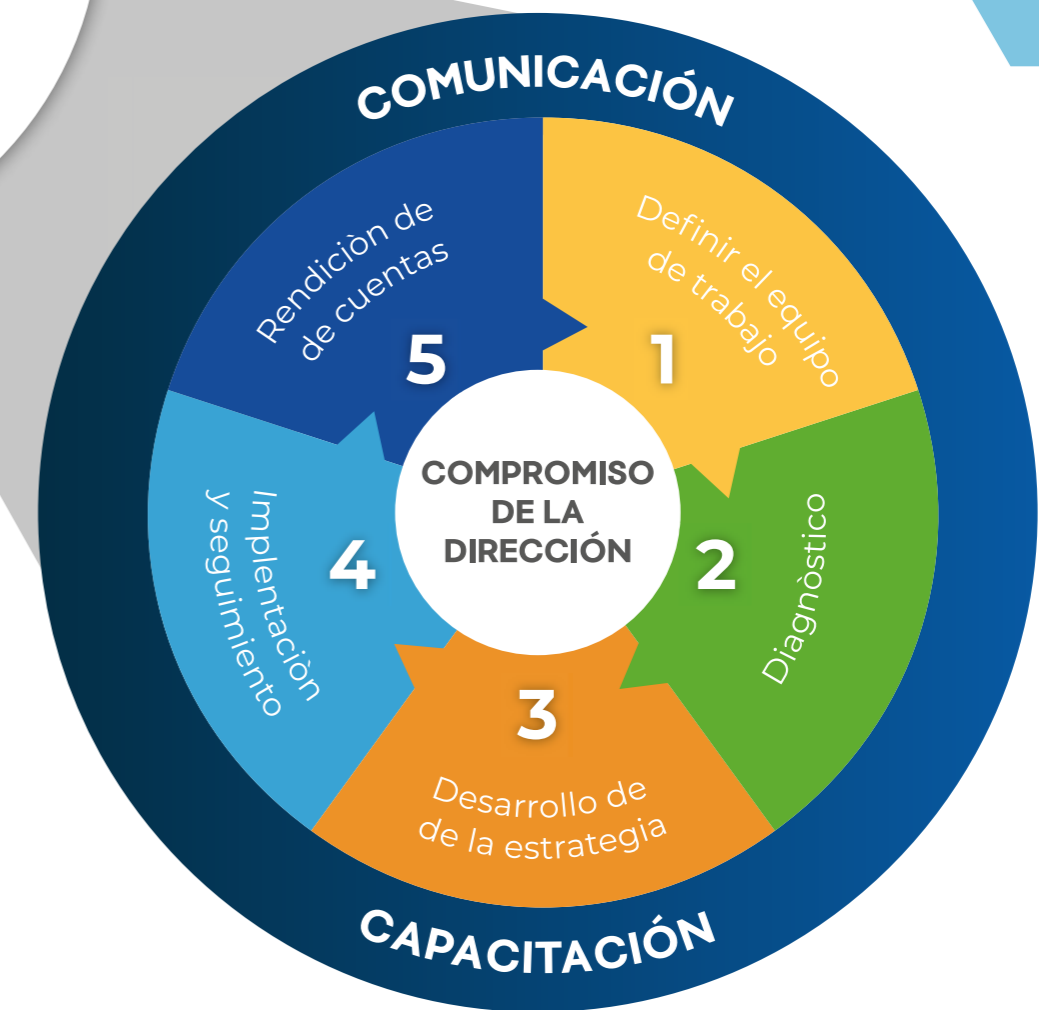 COMUNICACIÓN
Definir el equipo
de trabajo
1
2
Diagnòstico
3
Desarrollo de
de la estrategia
4
Implentaciòn
y seguimiento
5
Rendiciòn de
de cuentas
COMPROMISO
DE LA
DIRECCIÓN
CAPACITACIÓN